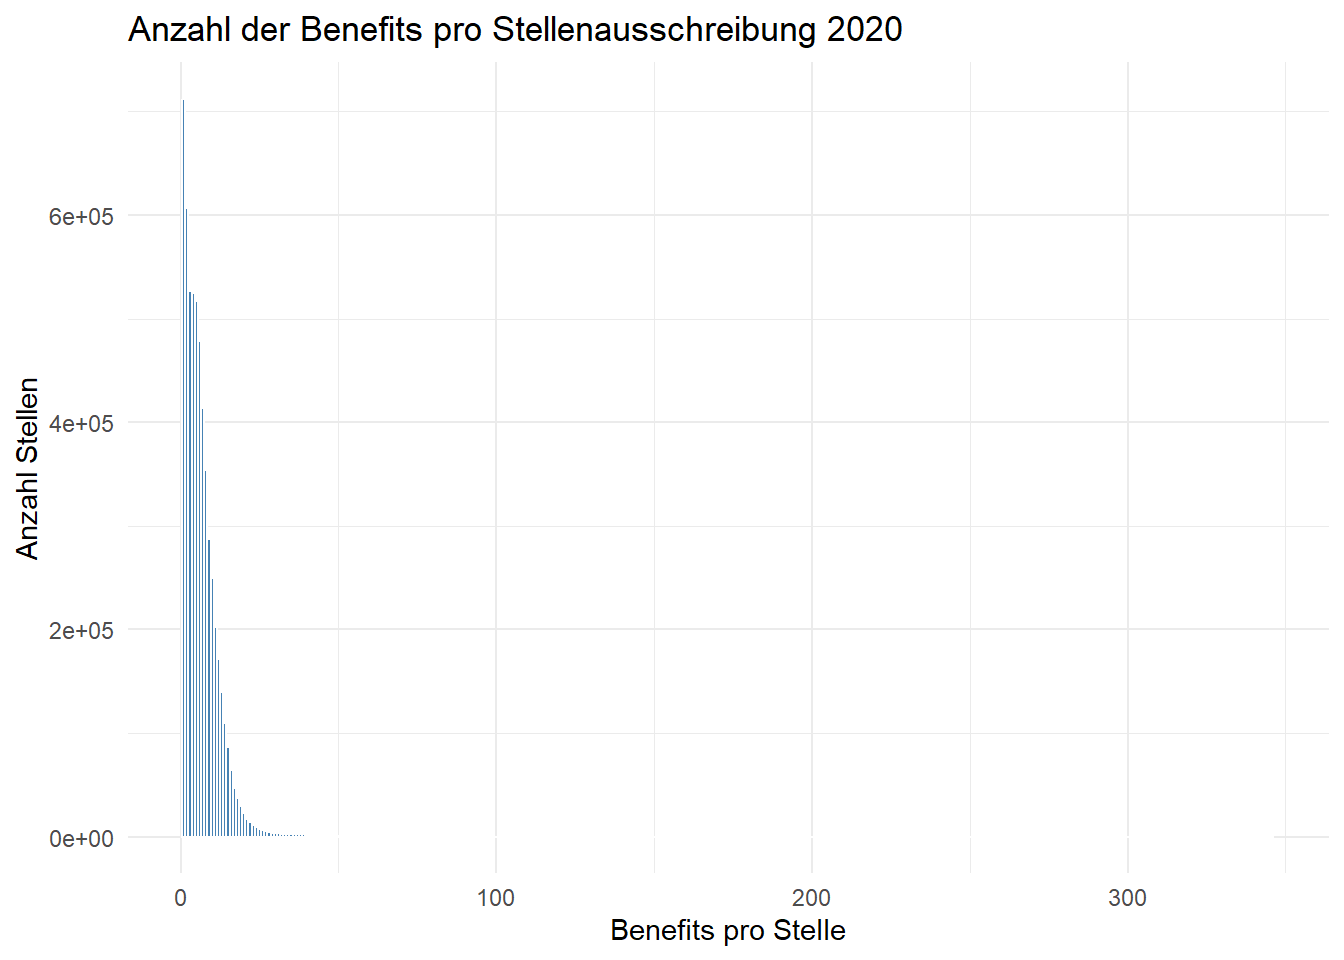 Anzahl der Benefits pro Stellenausschreibung 2020
Anzahl Stellen
6e+05
4e+05
2e+05
0e+00
0 100 200 300
Benefits pro Stelle